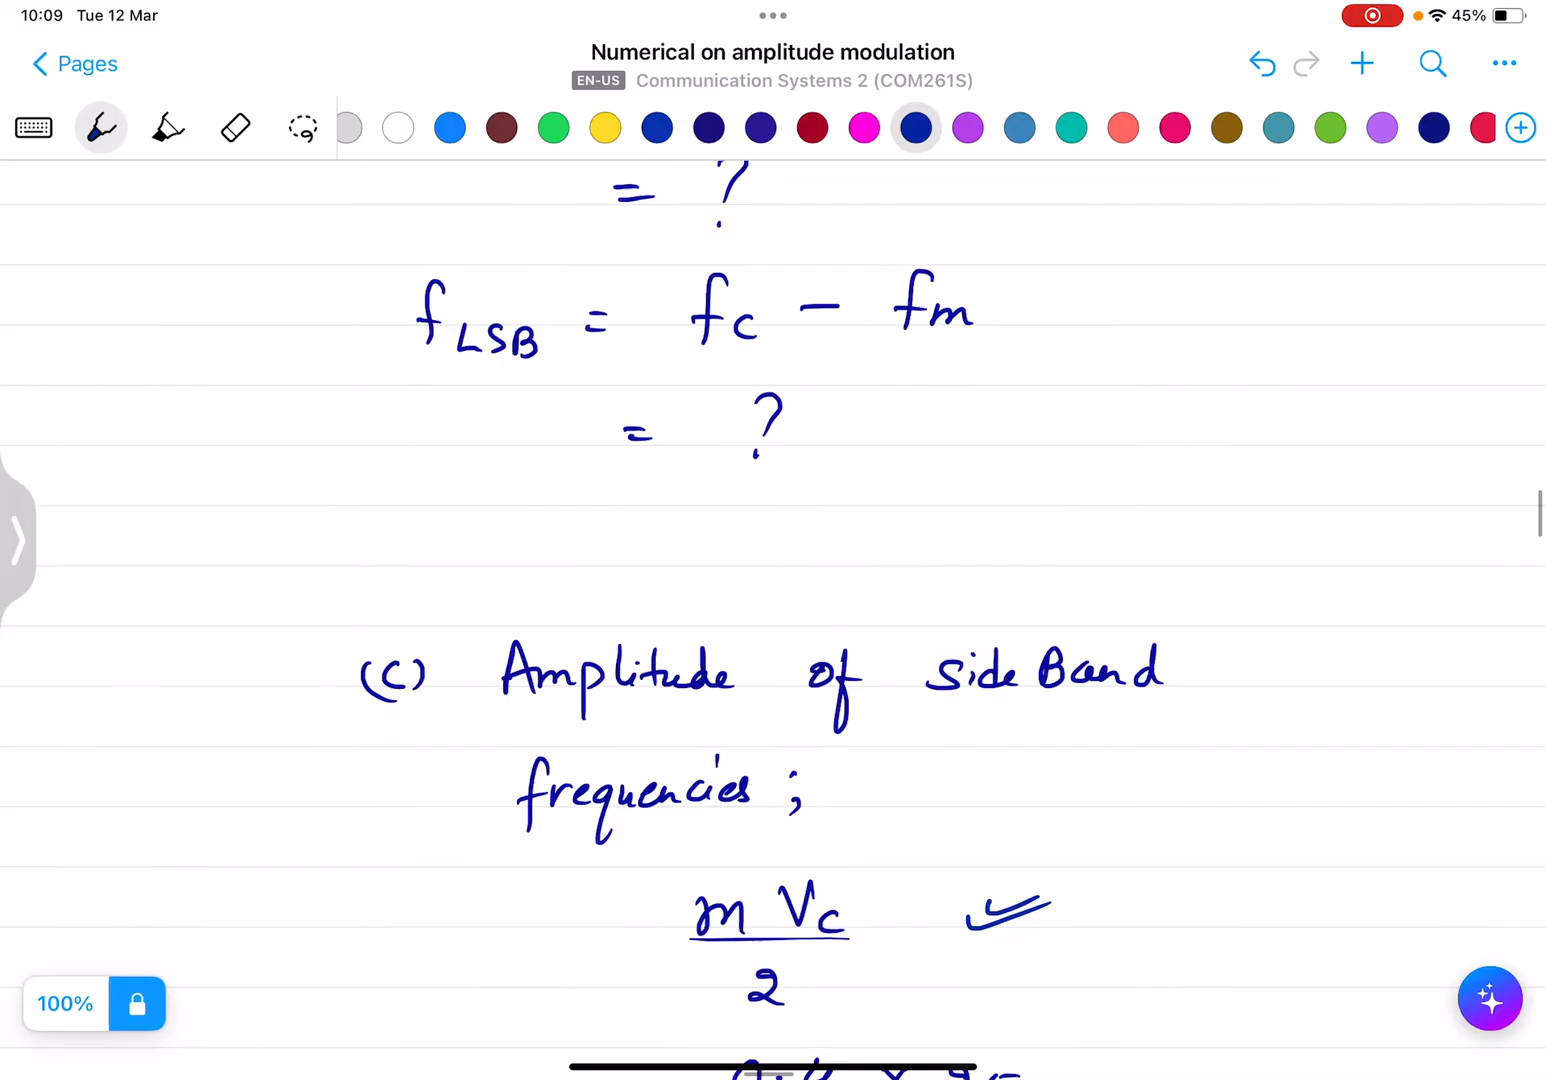 10:09 Tue 12 Mar
45%
Pages
Numerical on amplitude modulation
EN-US Communication Systems 2 (COM261S)
= ?
fLSB = fc - fm
= ?
(c) Amplitude of side Band
frequencies ;
m Vc
2
100%